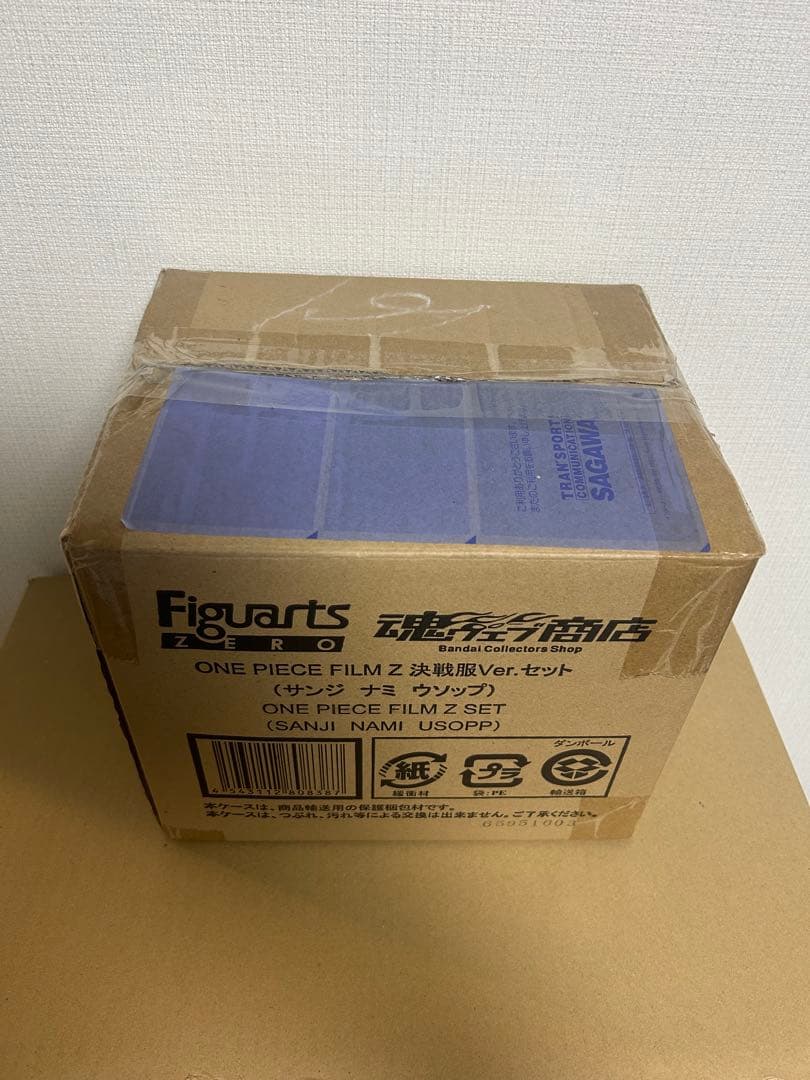 TRANSPORT
COMMUNICATION
SAGAWA
Figuarts
ZERO
魂ウェブ商店
Bandai Collectors Shop
ONE PIECE FILM Z 決戦服Ver.セット
(サンジ ナミ ウソップ)
ONE PIECE FILM Z SET
(SANJI NAMI USOPP)
4543112808387
紙
緩衝材
プラ
袋:PE
ダンボール
輸送箱
本ケースは、商品輸送用の保護梱包材です。
本ケースは、つぶれ、汚れ等による交換は出来ません。ご了承ください。